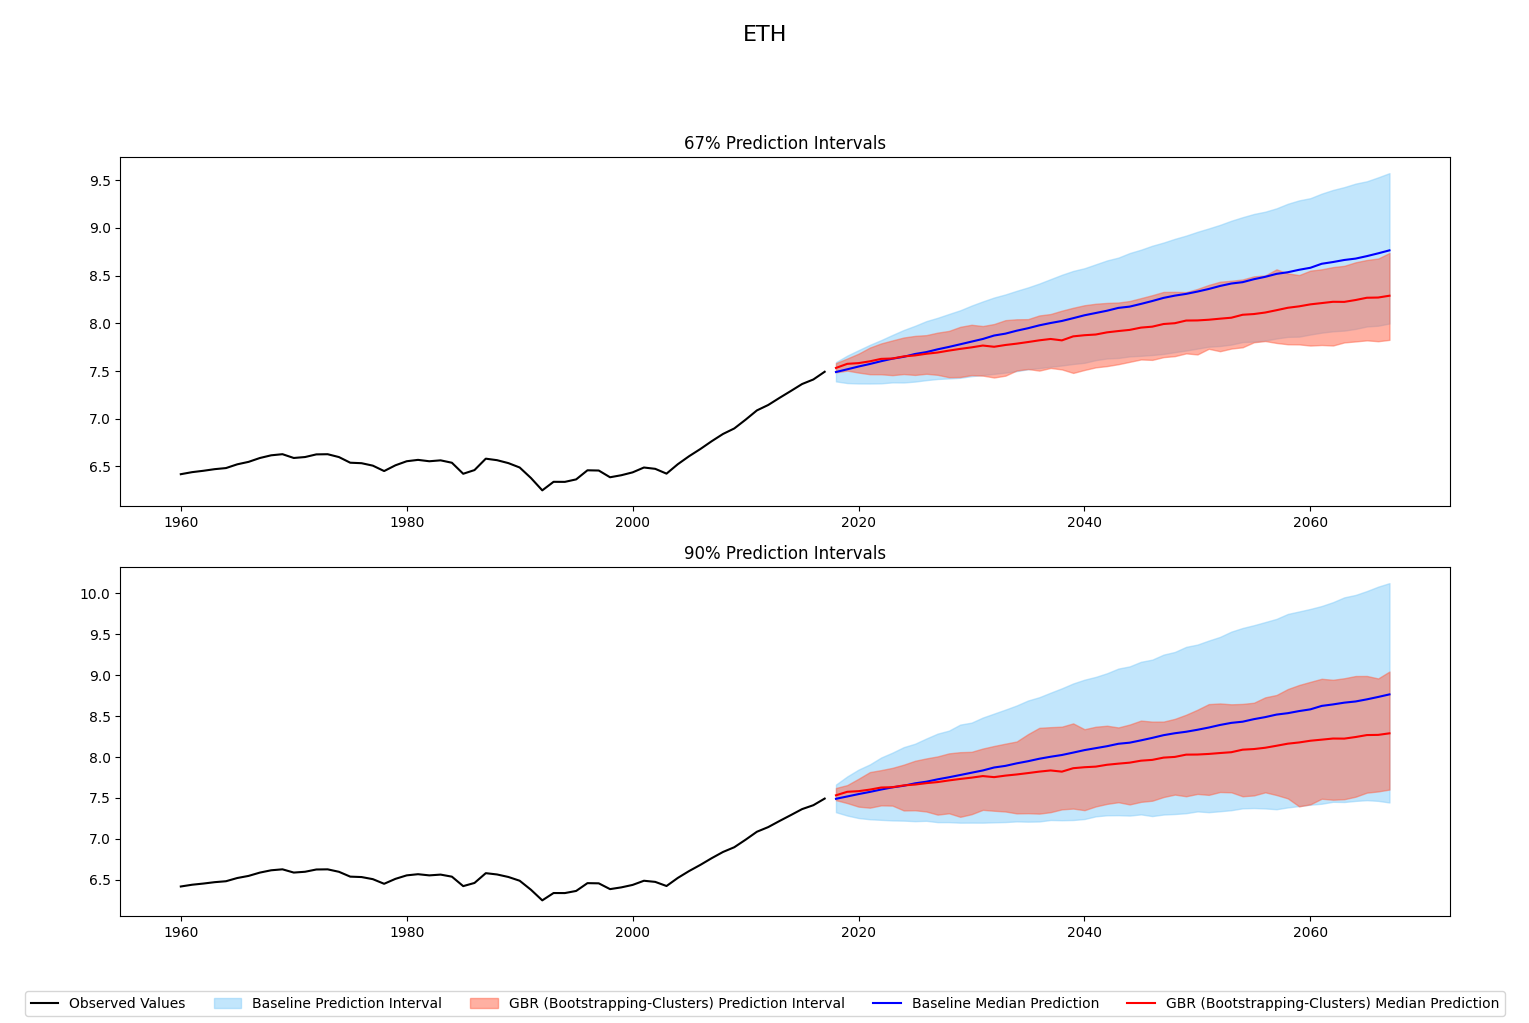 ETH
67% Prediction Intervals
9.5
9.0
8.5
8.0
7.5
7.0
6.5
1960 1980 2000 2020 2040 2060
90% Prediction Intervals
10.0
9.5
9.0
8.5
8.0
7.5
7.0
6.5
1960 1980 2000 2020 2040 2060
Observed Values Baseline Prediction Interval GBR (Bootstrapping-Clusters) Prediction Interval Baseline Median Prediction GBR (Bootstrapping-Clusters) Median Prediction